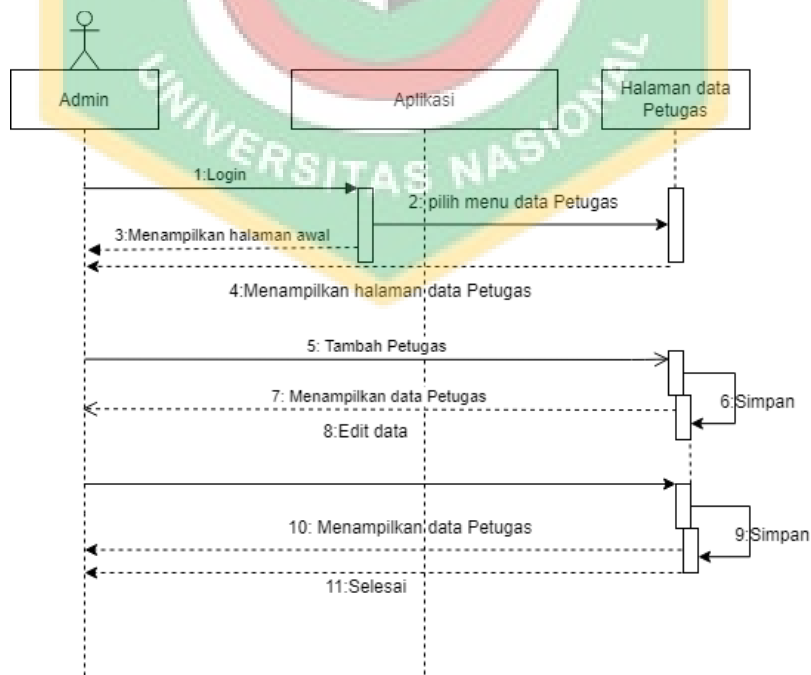 Admin
Aplikasi
Halaman data
Petugas
UNIVERSITAS NASIONAL
1:Login
2: pilih menu data Petugas
3:Menampilkan halaman awal
4:Menampilkan halaman data Petugas
5: Tambah Petugas
6:Simpan
7: Menampilkan data Petugas
8:Edit data
9:Simpan
10: Menampilkan data Petugas
11:Selesai